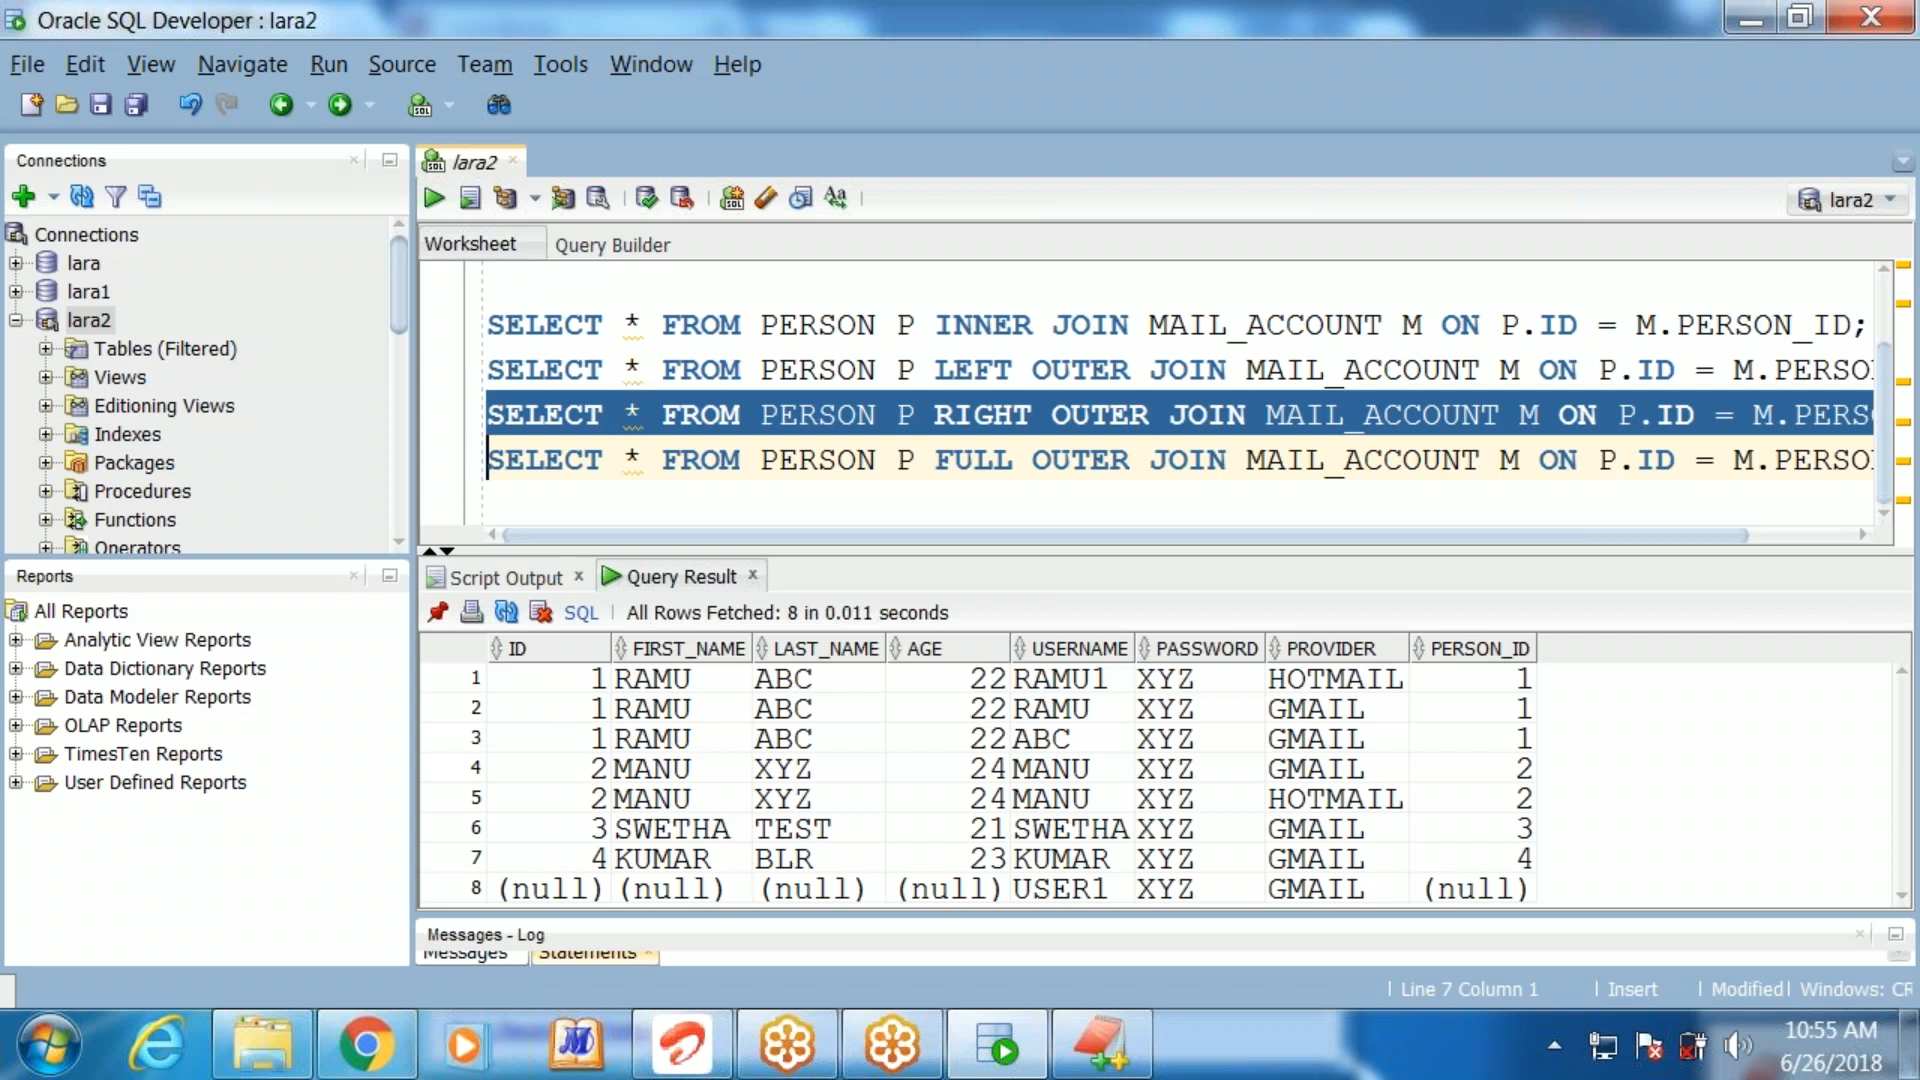 Oracle SQL Developer : lara2
File Edit View Navigate Run Source Team Tools Window Help
Connections
Connections
lara
lara1
lara2
Tables (Filtered)
Views
Editioning Views
Indexes
Packages
Procedures
Functions
Operators
Reports
All Reports
Analytic View Reports
Data Dictionary Reports
Data Modeler Reports
OLAP Reports
TimesTen Reports
User Defined Reports
lara2
lara2
Worksheet Query Builder
SELECT * FROM PERSON P INNER JOIN MAIL_ACCOUNT M ON P.ID = M.PERSON_ID;
SELECT * FROM PERSON P LEFT OUTER JOIN MAIL_ACCOUNT M ON P.ID = M.PERSO
SELECT * FROM PERSON P RIGHT OUTER JOIN MAIL_ACCOUNT M ON P.ID = M.PERS
SELECT * FROM PERSON P FULL OUTER JOIN MAIL_ACCOUNT M ON P.ID = M.PERSO
Script Output Query Result
SQL All Rows Fetched: 8 in 0.011 seconds
ID FIRST_NAME LAST_NAME AGE USERNAME PASSWORD PROVIDER PERSON_ID
1 1 RAMU ABC 22 RAMU1 XYZ HOTMAIL 1
2 1 RAMU ABC 22 RAMU XYZ GMAIL 1
3 1 RAMU ABC 22 ABC XYZ GMAIL 1
4 2 MANU XYZ 24 MANU XYZ GMAIL 2
5 2 MANU XYZ 24 MANU XYZ HOTMAIL 2
6 3 SWETHA TEST 21 SWETHA XYZ GMAIL 3
7 4 KUMAR BLR 23 KUMAR XYZ GMAIL 4
8 (null) (null) (null) (null) USER1 XYZ GMAIL (null)
Messages - Log
Messages Statements
Line 7 Column 1 Insert Modified Windows: CR
10:55 AM
6/26/2018